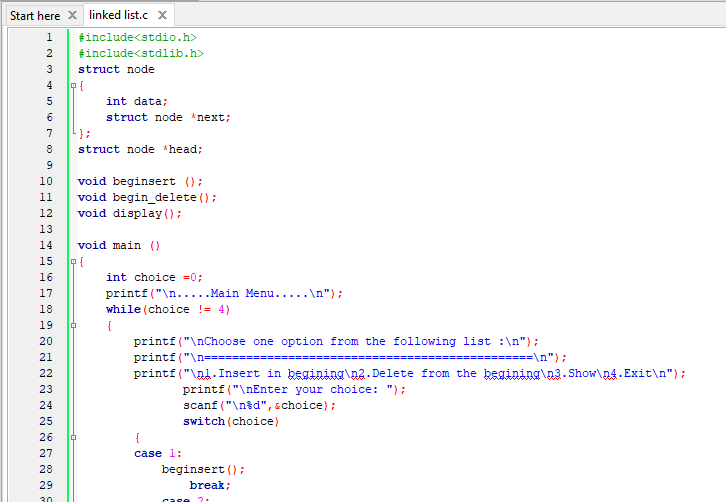 Start here X linked list.c X
1 #include<stdio.h>
2 #include<stdlib.h>
3 struct node
4 {
5 int data;
6 struct node *next;
7 };
8 struct node *head;
9
10 void beginsert ();
11 void begin_delete();
12 void display();
13
14 void main ()
15 {
16 int choice =0;
17 printf("\n.....Main Menu.....\n");
18 while(choice != 4)
19 {
20 printf("\nChoose one option from the following list :\n");
21 printf("\n===============================================\n");
22 printf("\n1.Insert in begining\n2.Delete from the begining\n3.Show\n4.Exit\n");
23 printf("\nEnter your choice: ");
24 scanf("\n%d",&choice);
25 switch(choice)
26 {
27 case 1:
28 beginsert();
29 break;
30 case 2: